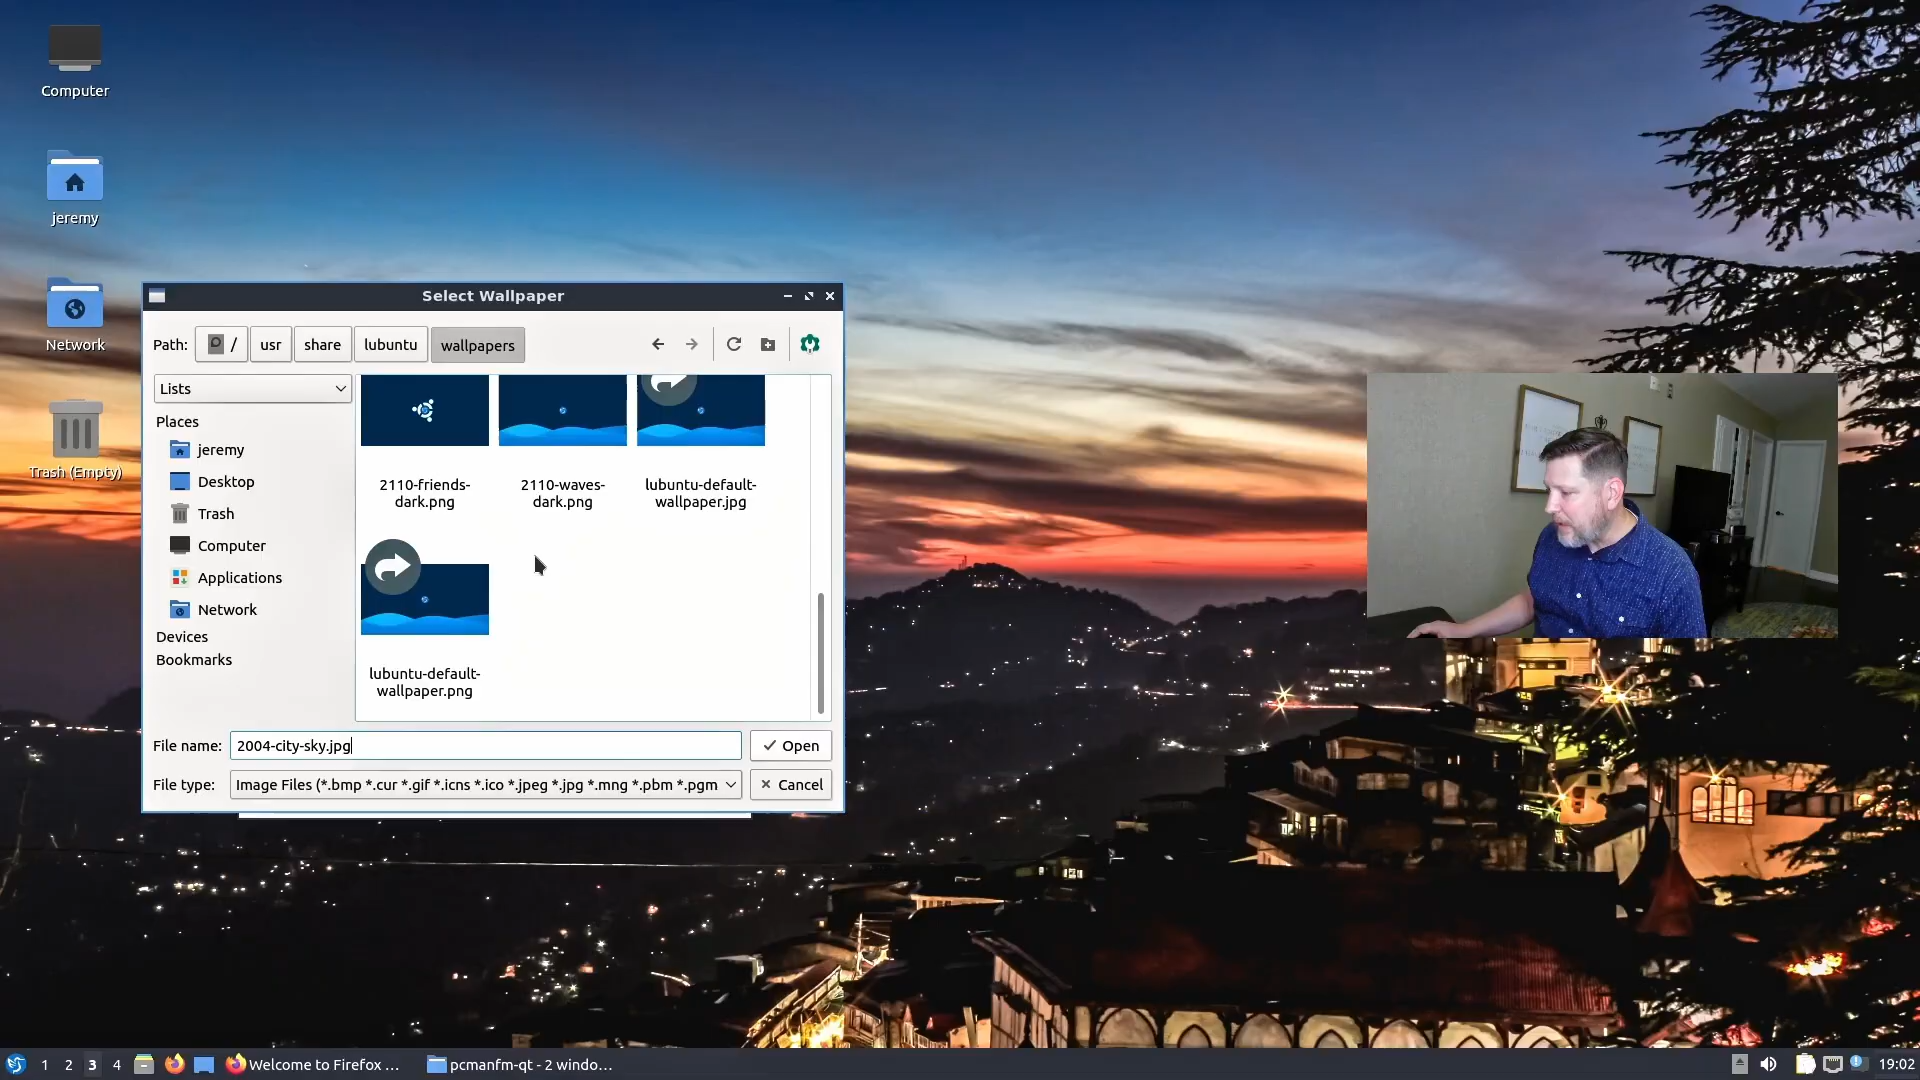 Computer
jeremy
Network
Trash (Empty)
Select Wallpaper
Path: / usr share lubuntu wallpapers
Lists
Places
jeremy
Desktop
Trash
Computer
Applications
Network
Devices
Bookmarks
2110-friends-
dark.png
2110-waves-
dark.png
lubuntu-default-
wallpaper.jpg
lubuntu-default-
wallpaper.png
File name: 2004-city-sky.jpg Open
File type: Image Files (*.bmp *.cur *.gif *.icns *.ico *.jpeg *.jpg *.mng *.pbm *.pgm Cancel
1 2 3 4 Welcome to Firefox ... pcmanfm-qt - 2 windo... 19:02